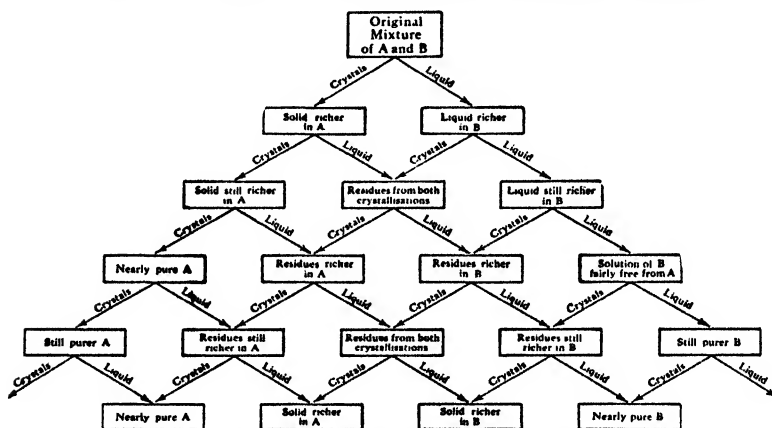 Original
Mixture
of A and B
Crystals
Liquid
Solid richer
in A
Liquid richer
in B
Crystals
Liquid
Crystals
Liquid
Solid still richer
in A
Residues from both
crystallisations
Liquid still richer
in B
Crystals
Liquid
Crystals
Liquid
Crystals
Liquid
Nearly pure A
Residues richer
in A
Residues richer
in B
Solution of B
fairly free from A
Crystals
Liquid
Crystals
Liquid
Crystals
Liquid
Crystals
Liquid
Still purer A
Residues still
richer in A
Residues from both
crystallisations
Residues still
richer in B
Still purer B
Crystals
Liquid
Crystals
Liquid
Crystals
Liquid
Crystals
Liquid
Crystals
Liquid
Nearly pure A
Solid richer
in A
Solid richer
in B
Nearly pure B